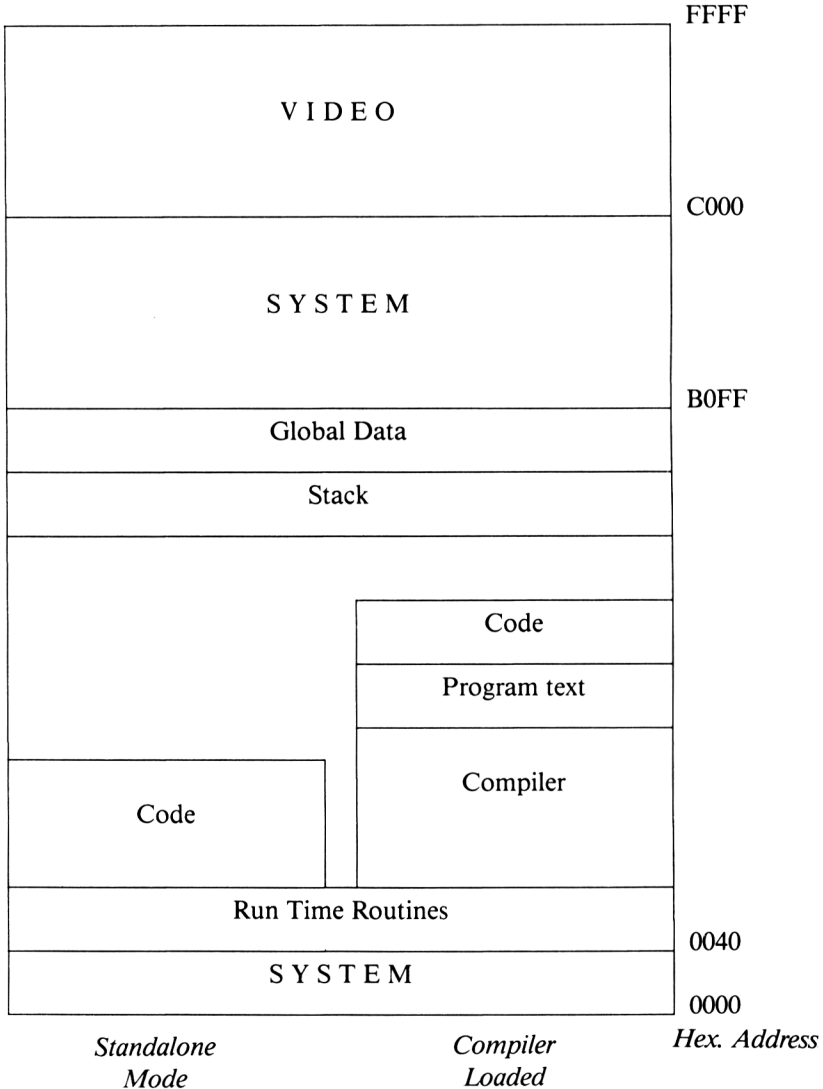 FFFF
VIDEO
C000
SYSTEM
B0FF
Global Data
Stack
Code
Program text
Compiler
Code
Run Time Routines
0040
SYSTEM
0000
Hex. Address
Standalone
Mode
Compiler
Loaded